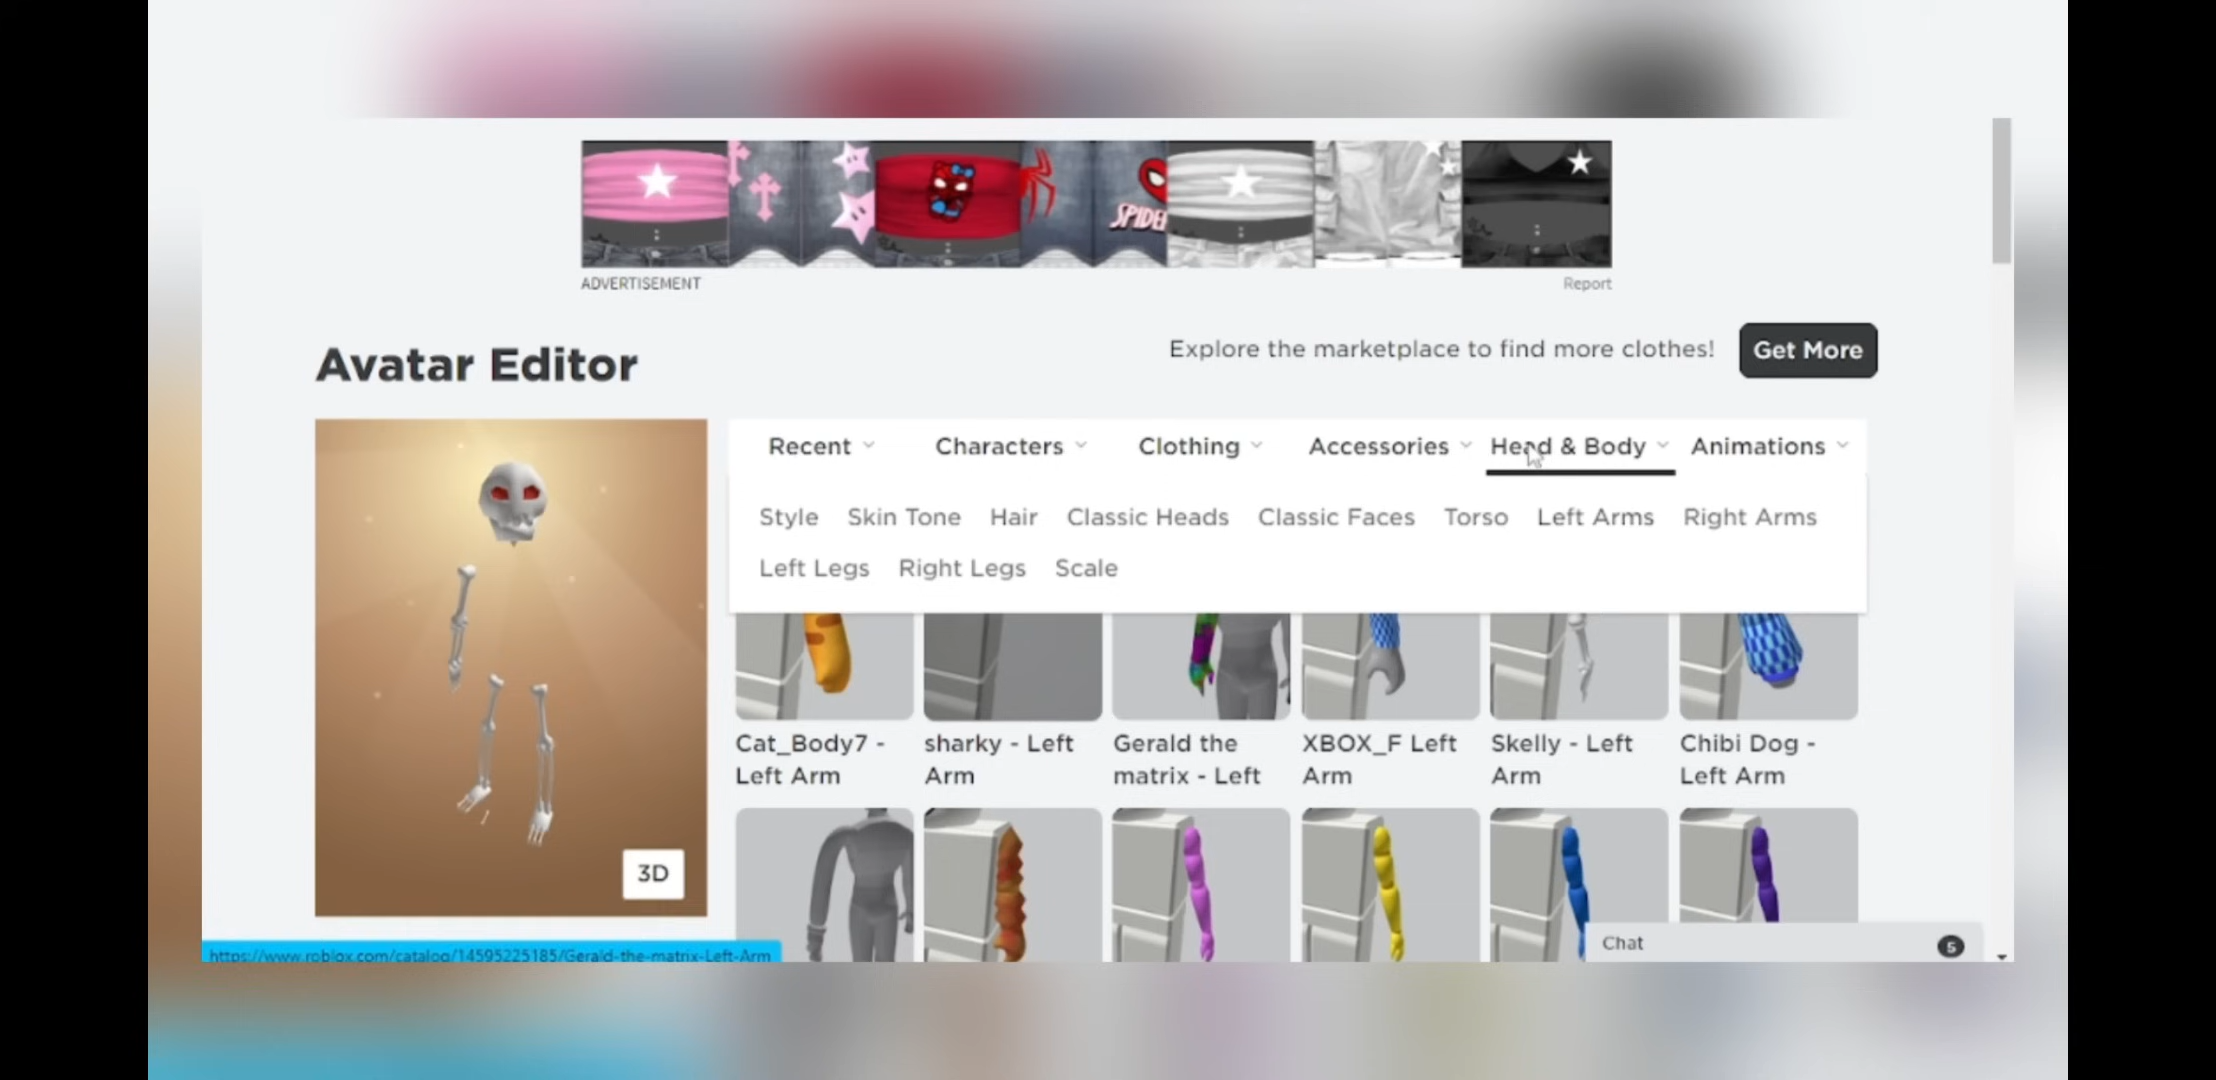 SPIDER
ADVERTISEMENT
Report
Avatar Editor
Explore the marketplace to find more clothes!
Get More
Recent
Characters
Clothing
Accessories
Head & Body
Animations
Style
Skin Tone
Hair
Classic Heads
Classic Faces
Torso
Left Arms
Right Arms
Left Legs
Right Legs
Scale
Cat_Body7 -
Left Arm
sharky - Left
Arm
Gerald the
matrix - Left
XBOX_F Left
Arm
Skelly - Left
Arm
Chibi Dog -
Left Arm
3D
Chat
5
https://www.roblox.com/catalog/14595225185/Gerald-the-matrix-Left-Arm